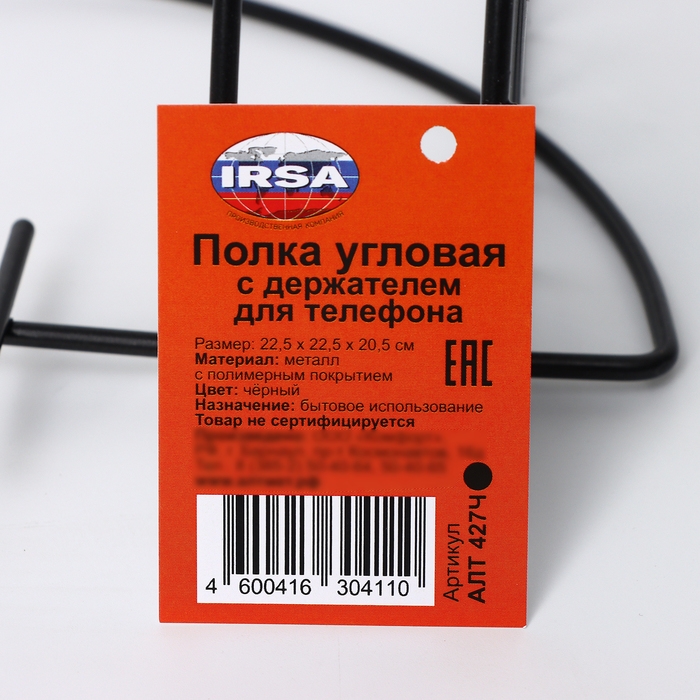 IRSA
ПРОИЗВОДСТВЕННАЯ КОМПАНИЯ
Полка угловая
с держателем
для телефона
Размер: 22,5 х 22,5 х 20,5 см
Материал: металл
с полимерным покрытием
Цвет: чёрный
Назначение: бытовое использование
Товар не сертифицируется
EAC
Артикул
АЛТ 427Ч
4 600416 304110